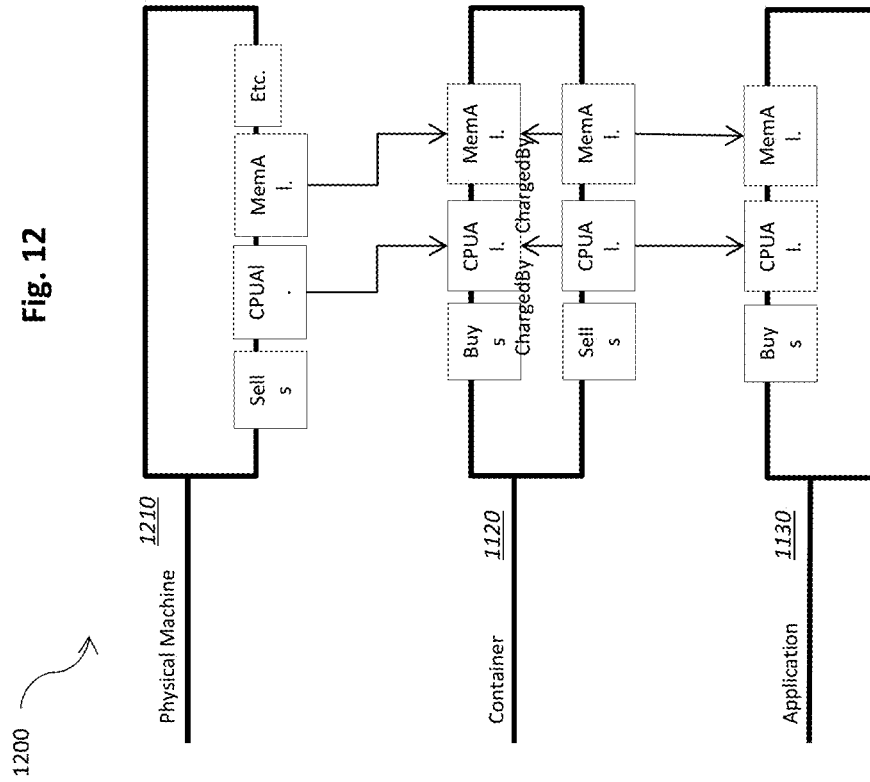 1200
Fig. 12
Physical Machine
1210
Sell
s
CPUAl
.
MemA
l.
Etc.
Container
1120
Buy
s
CPUA
l.
MemA
l.
ChargedBy
ChargedBy
Sell
s
CPUA
l.
MemA
l.
Application
1130
Buy
s
CPUA
l.
MemA
l.